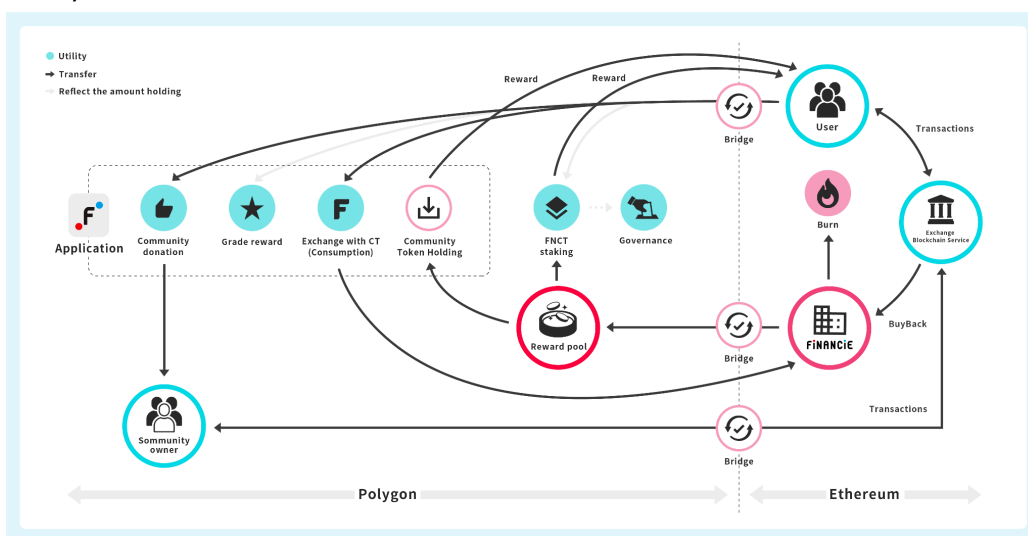 Utility
Transfer
Reflect the amount holding
Reward
Reward
User
Bridge
Transactions
F
Application
Community
donation
Grade reward
F
Exchange with CT
(Consumption)
Community
Token Holding
FNCT
staking
Governance
Burn
Exchange
Blockchain Service
BuyBack
Reward pool
Bridge
FiNANCiE
Transactions
Sommunity
owner
Bridge
Polygon
Ethereum